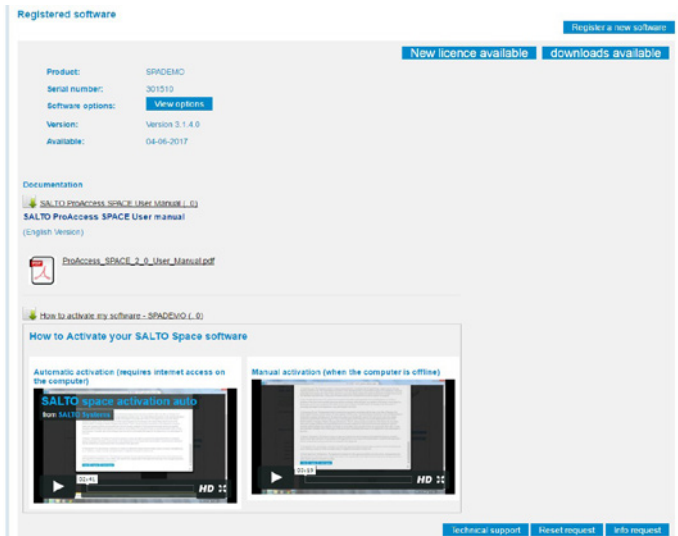 Registered software
Register a new software
New licence available downloads available
Product: SPADEMO
Serial number: 301510
Software options: View options
Version: Version 3.1.4.0
Available: 04-06-2017
Documentation
SALTO ProAccess SPACE User Manual (. 0)
SALTO ProAccess SPACE User manual
(English Version)
ProAccess_SPACE_2_0_User_Manual.pdf
How to activate my software - SPADEMO (. 0)
How to Activate your SALTO Space software
Automatic activation (requires internet access on
the computer)
Manual activation (when the computer is offline)
SALTO space activation auto
from SALTO Systems
02:41
HD
HD
Technical support Reset request Info request